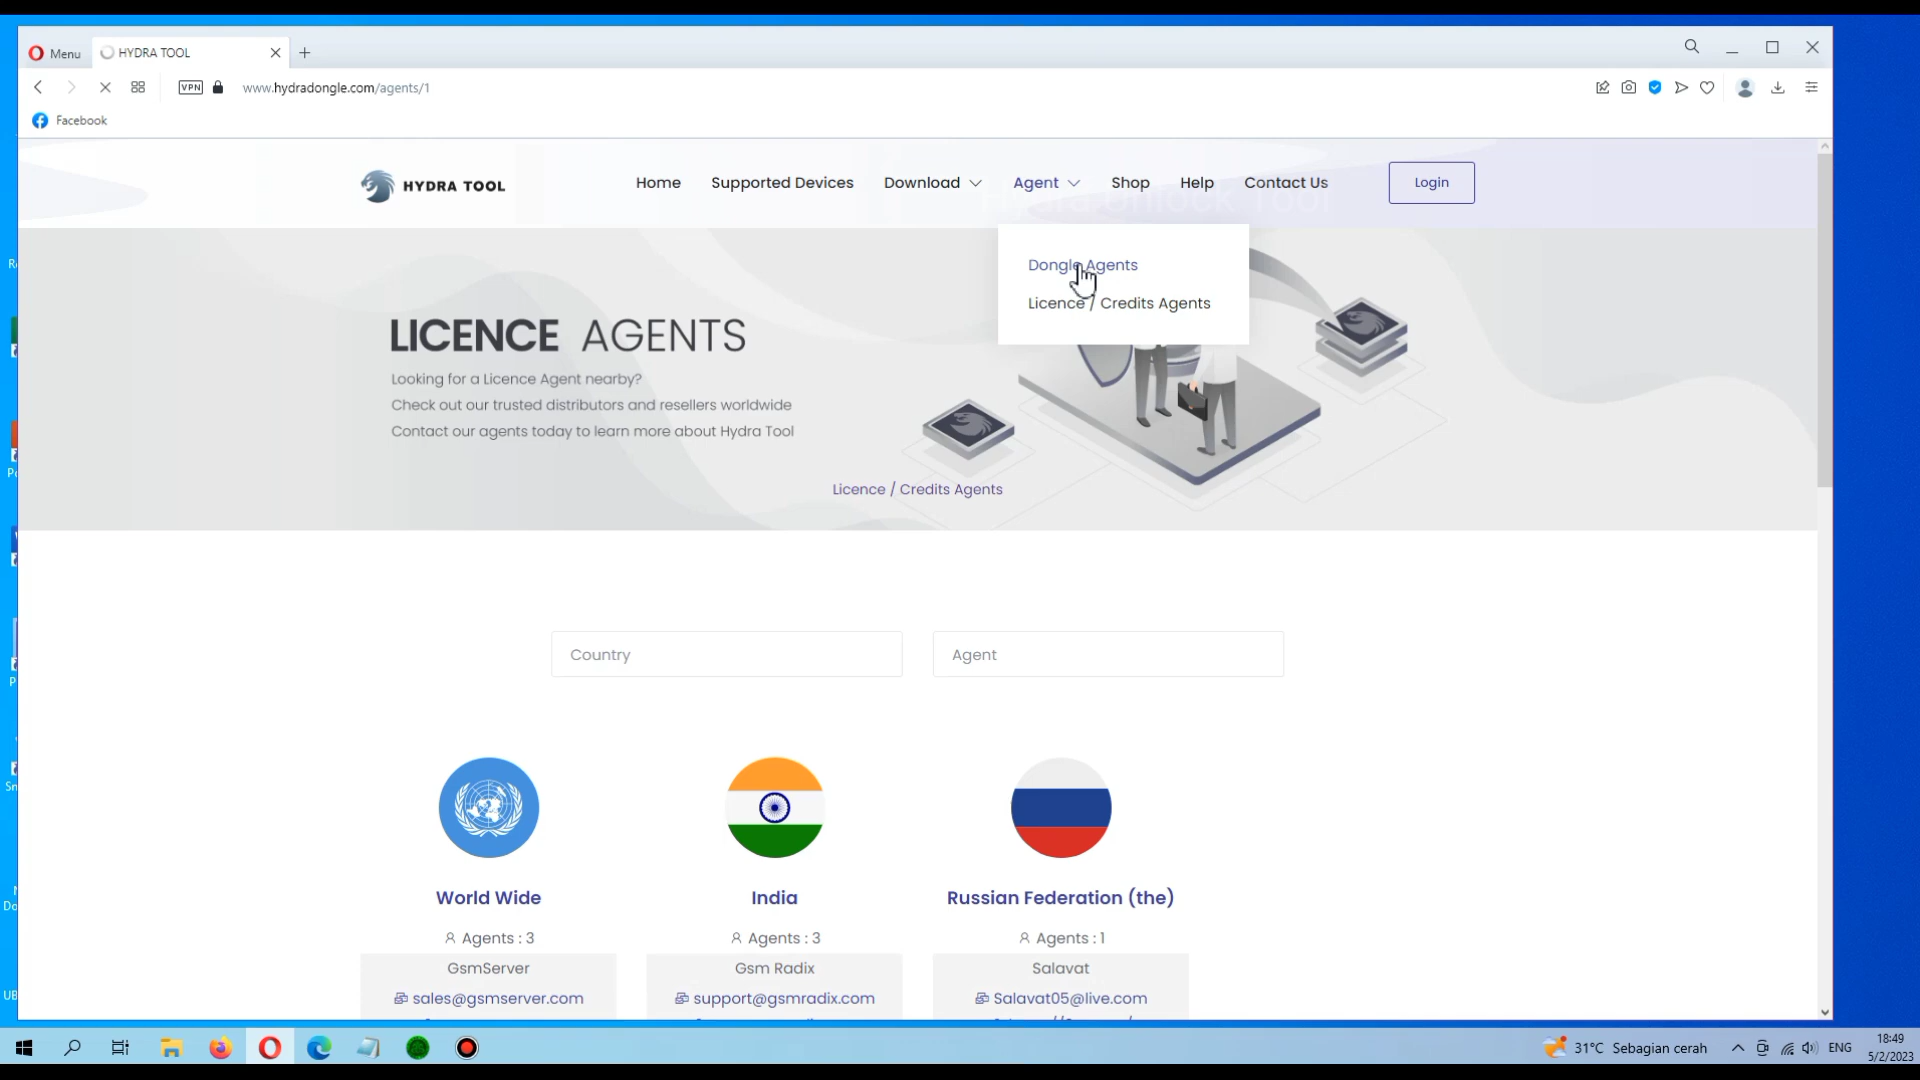 Menu
HYDRA TOOL
VPN
www.hydradongle.com/agents/1
Facebook
HYDRA TOOL
Home
Supported Devices
Download
Agent
Shop
Help
Contact Us
Login
Hydra Unlock Tool
Dongle Agents
Licence / Credits Agents
LICENCE AGENTS
Looking for a Licence Agent nearby?
Check out our trusted distributors and resellers worldwide
Contact our agents today to learn more about Hydra Tool
Licence / Credits Agents
Country
Agent
World Wide
Agents : 3
GsmServer
sales@gsmserver.com
India
Agents : 3
Gsm Radix
support@gsmradix.com
Russian Federation (the)
Agents : 1
Salavat
Salavat05@live.com
31°C Sebagian cerah
ENG
18:49
5/2/2023